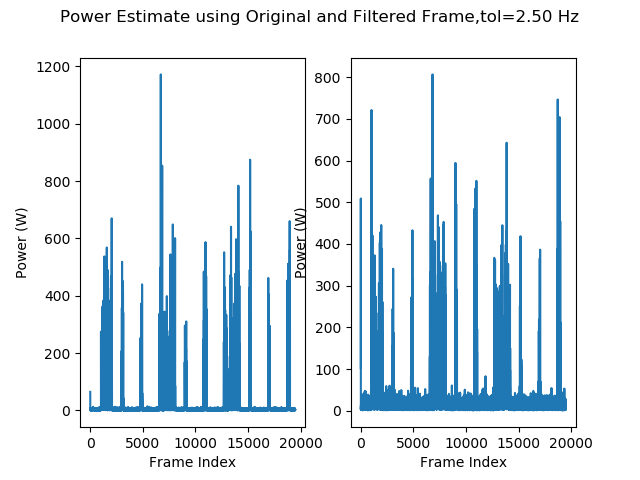 Power Estimate using Original and Filtered Frame,tol=2.50 Hz
Power (W)
1200
1000
800
600
400
200
0
0 5000 10000 15000 20000
Frame Index
Power (W)
800
700
600
500
400
300
200
100
0
0 5000 10000 15000 20000
Frame Index